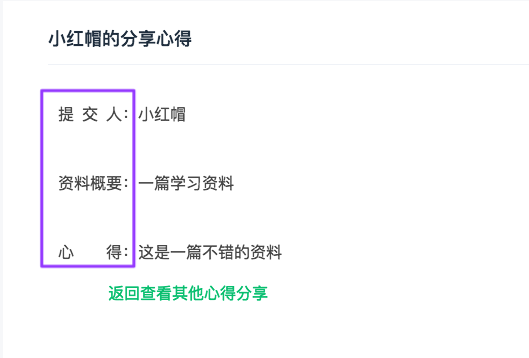 小红帽的分享心得
提 交 人：小红帽
资料概要：一篇学习资料
心　　得：这是一篇不错的资料
返回查看其他心得分享